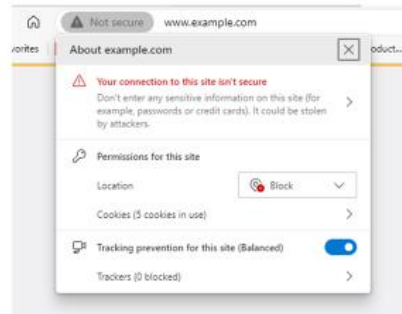 Not secure www.example.com
vorites
oduct...
About example.com
Your connection to this site isn't secure
Don't enter any sensitive information on this site (for
example, passwords or credit cards). It could be stolen
by attackers.
Permissions for this site
Location Block
Cookies (5 cookies in use)
Tracking prevention for this site (Balanced)
Trackers (0 blocked)